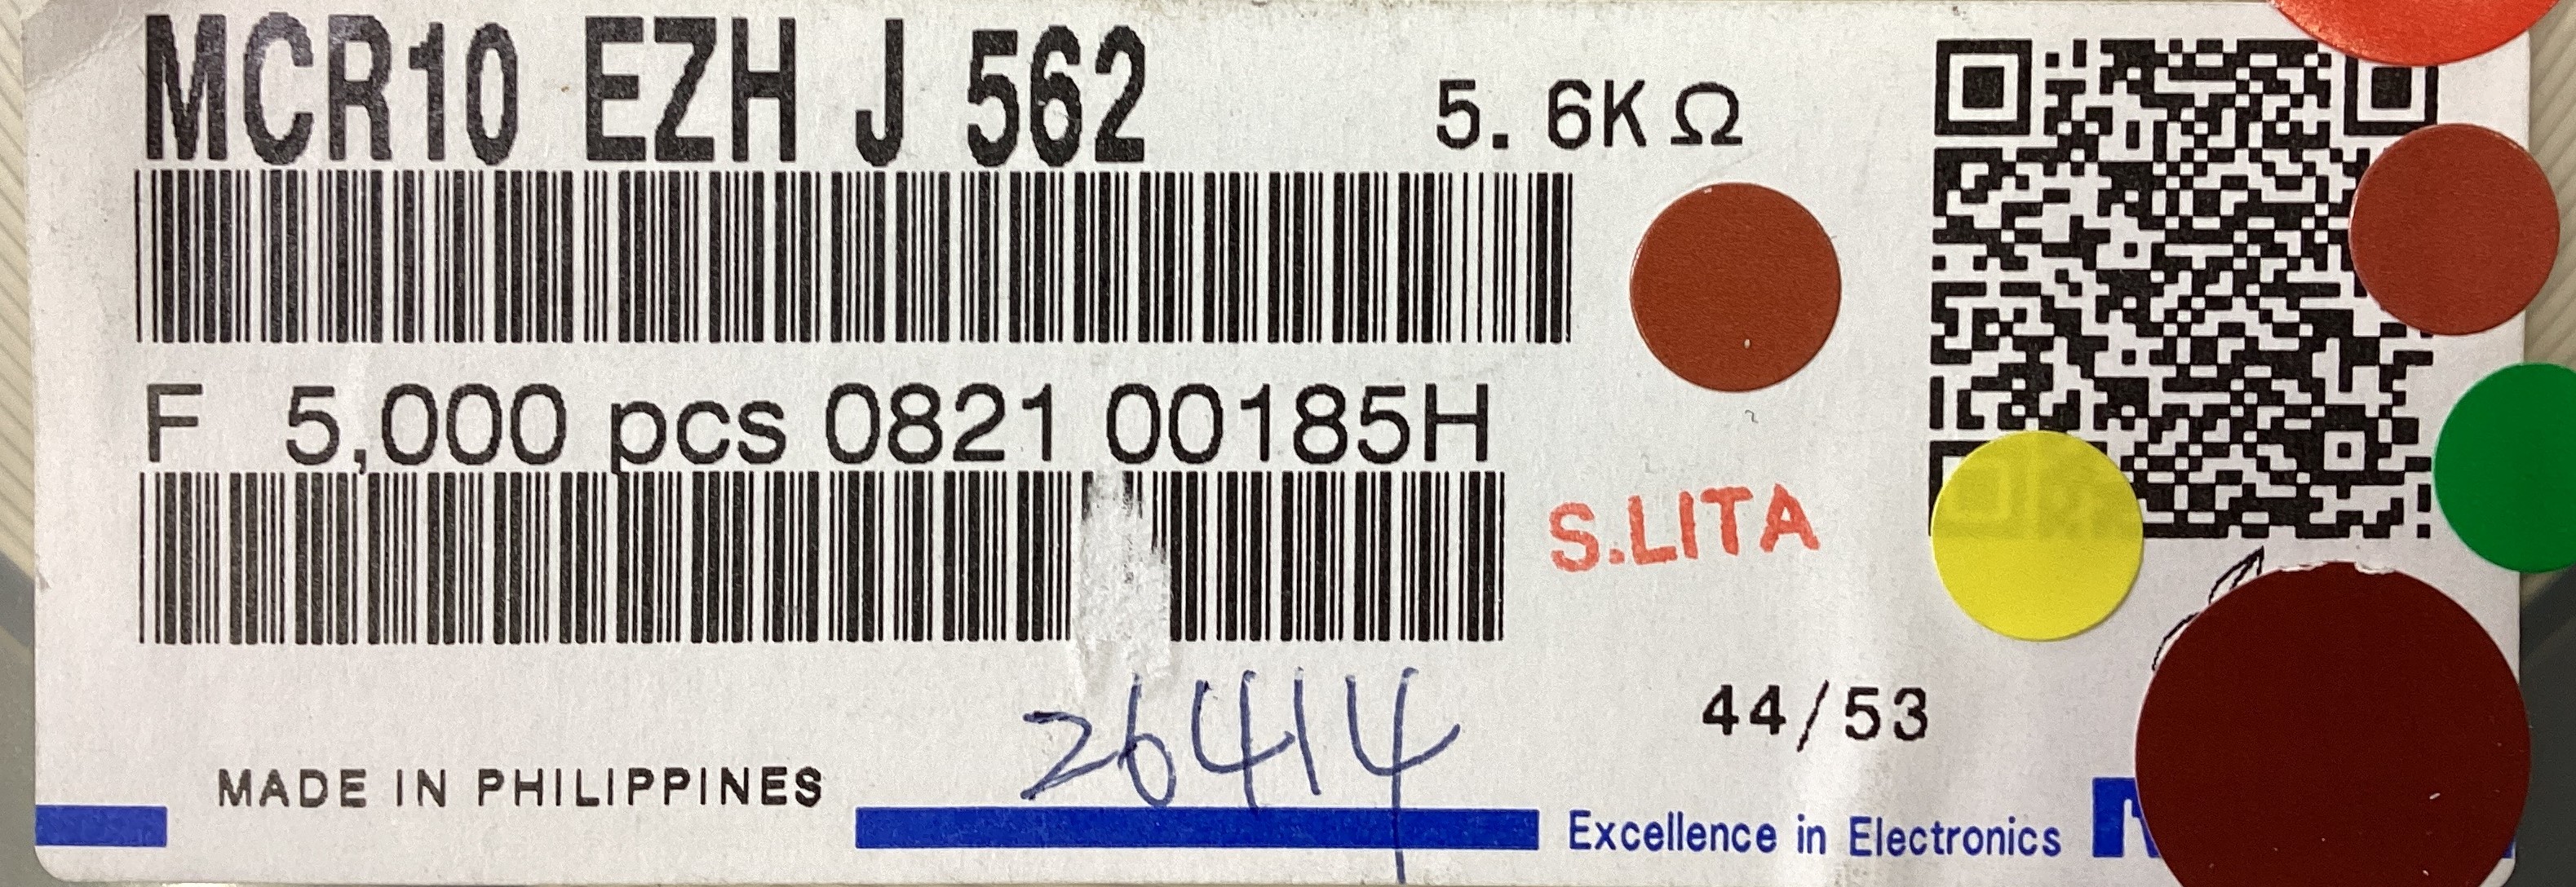 MCR10 EZH J 562 5.6KΩ
F 5,000 pcs 0821 00185H
S.LITA
26414
44/53
MADE IN PHILIPPINES
Excellence in Electronics